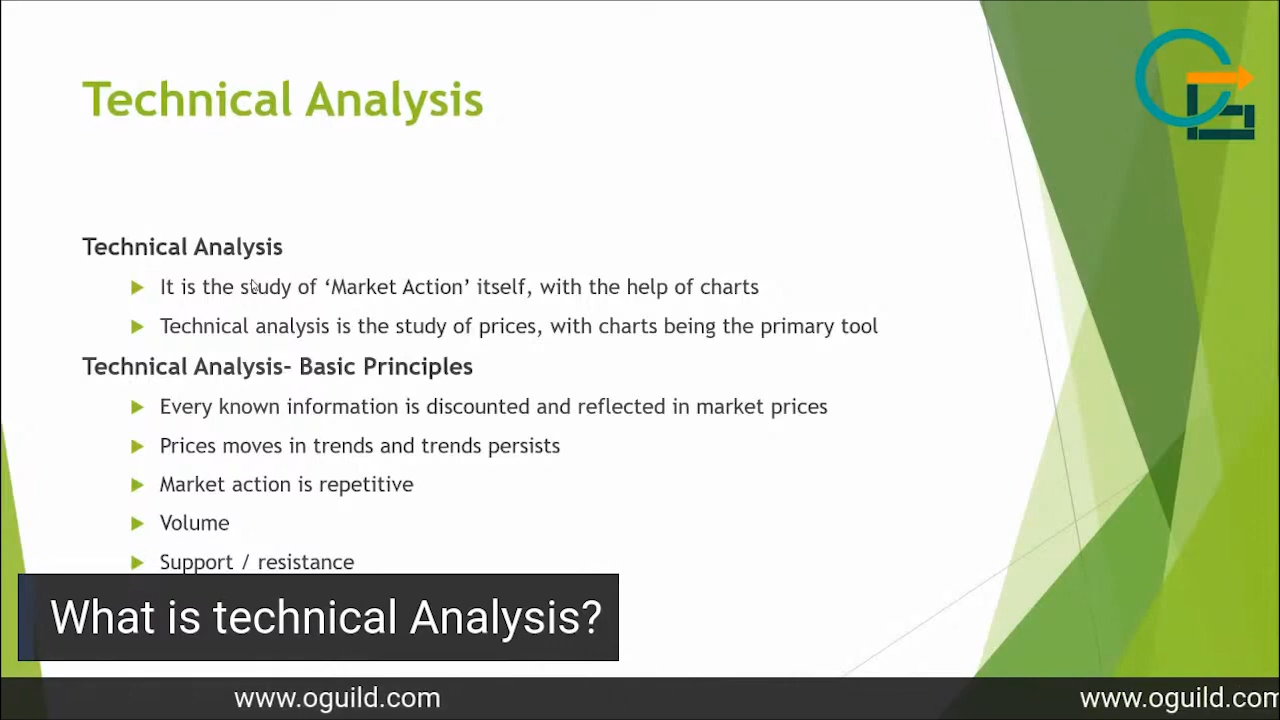 Technical Analysis
Technical Analysis
It is the study of ‘Market Action’ itself, with the help of charts
Technical analysis is the study of prices, with charts being the primary tool
Technical Analysis- Basic Principles
Every known information is discounted and reflected in market prices
Prices moves in trends and trends persists
Market action is repetitive
Volume
Support / resistance
What is technical Analysis?
www.oguild.com www.oguild.com